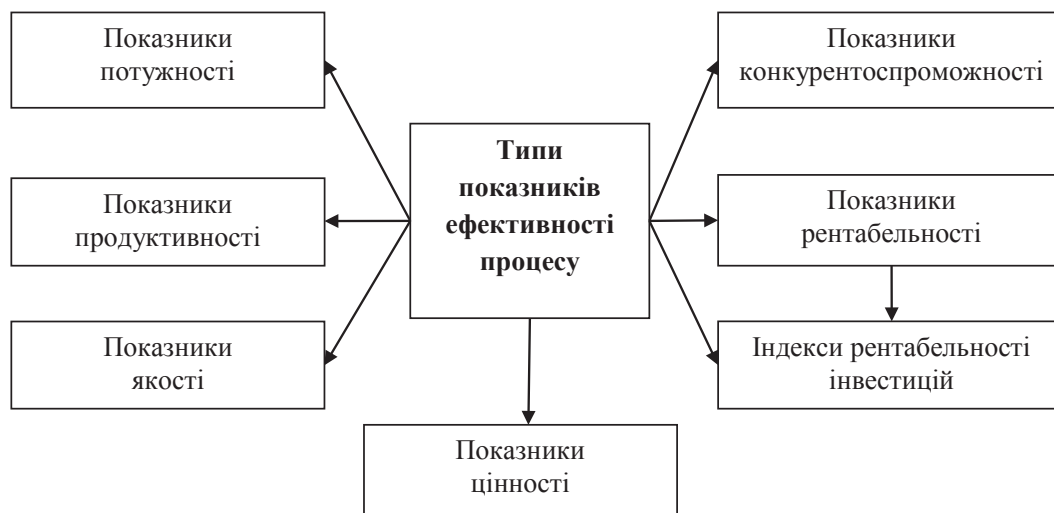 Показники
потужності
Показники
конкурентоспроможності
Типи
показників
ефективності
процесу
Показники
продуктивності
Показники
рентабельності
Показники
якості
Індекси рентабельності
інвестицій
Показники
цінності